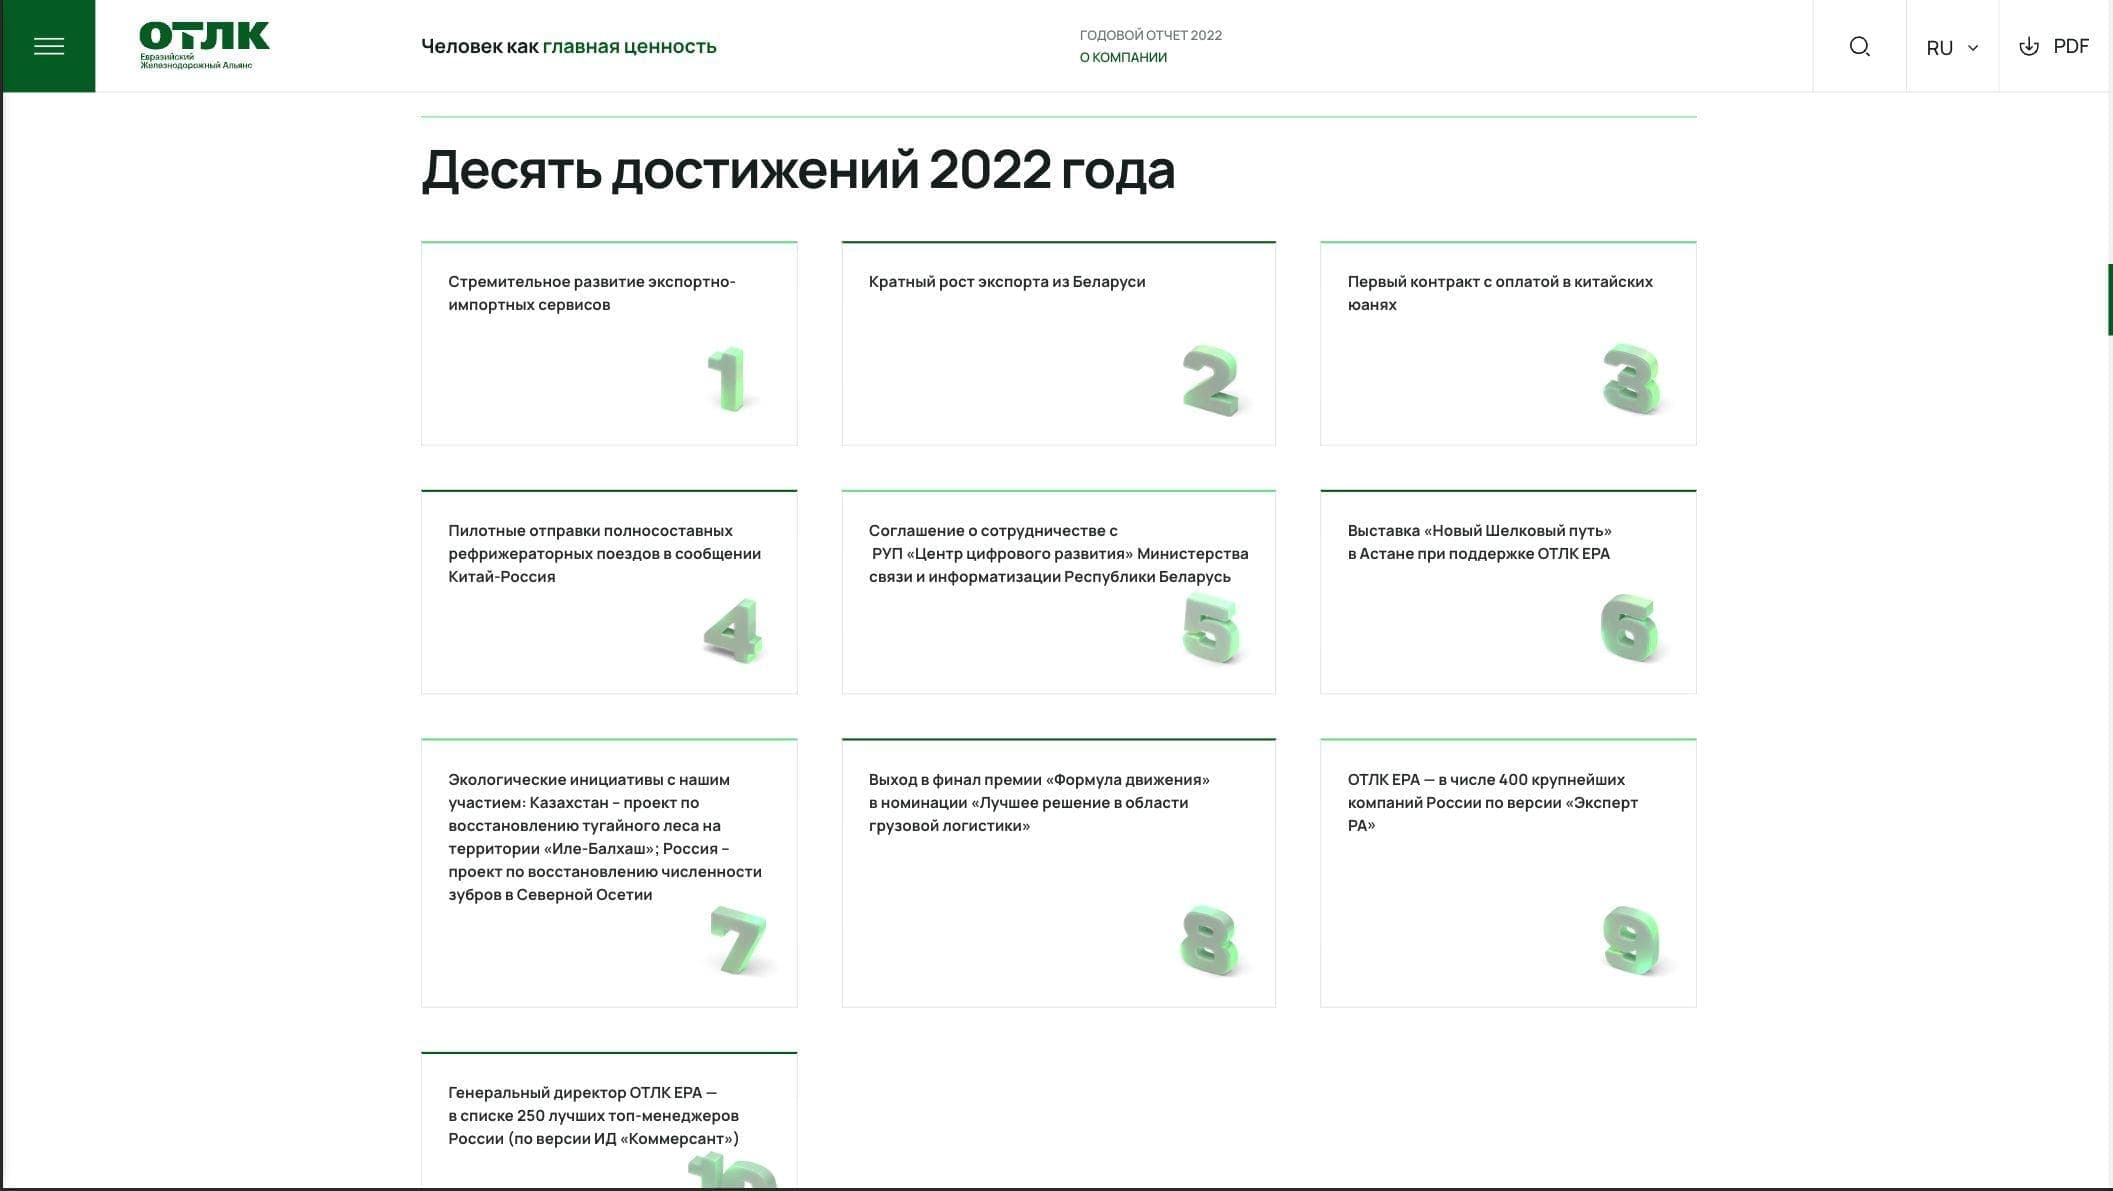 ОТЛК
Евразийский
Железнодорожный Альянс
Человек как главная ценность
ГОДОВОЙ ОТЧЕТ 2022
О КОМПАНИИ
RU
PDF
Десять достижений 2022 года
Стремительное развитие экспортно-
импортных сервисов
1
Кратный рост экспорта из Беларуси
2
Первый контракт с оплатой в китайских
юанях
3
Пилотные отправки полносоставных
рефрижераторных поездов в сообщении
Китай-Россия
4
Соглашение о сотрудничестве с
РУП «Центр цифрового развития» Министерства
связи и информатизации Республики Беларусь
5
Выставка «Новый Шелковый путь»
в Астане при поддержке ОТЛК ЕРА
6
Экологические инициативы с нашим
участием: Казахстан – проект по
восстановлению тугайного леса на
территории «Иле-Балхаш»; Россия –
проект по восстановлению численности
зубров в Северной Осетии
7
Выход в финал премии «Формула движения»
в номинации «Лучшее решение в области
грузовой логистики»
8
ОТЛК ЕРА — в числе 400 крупнейших
компаний России по версии «Эксперт
РА»
9
Генеральный директор ОТЛК ЕРА —
в списке 250 лучших топ-менеджеров
России (по версии ИД «Коммерсант»)
10